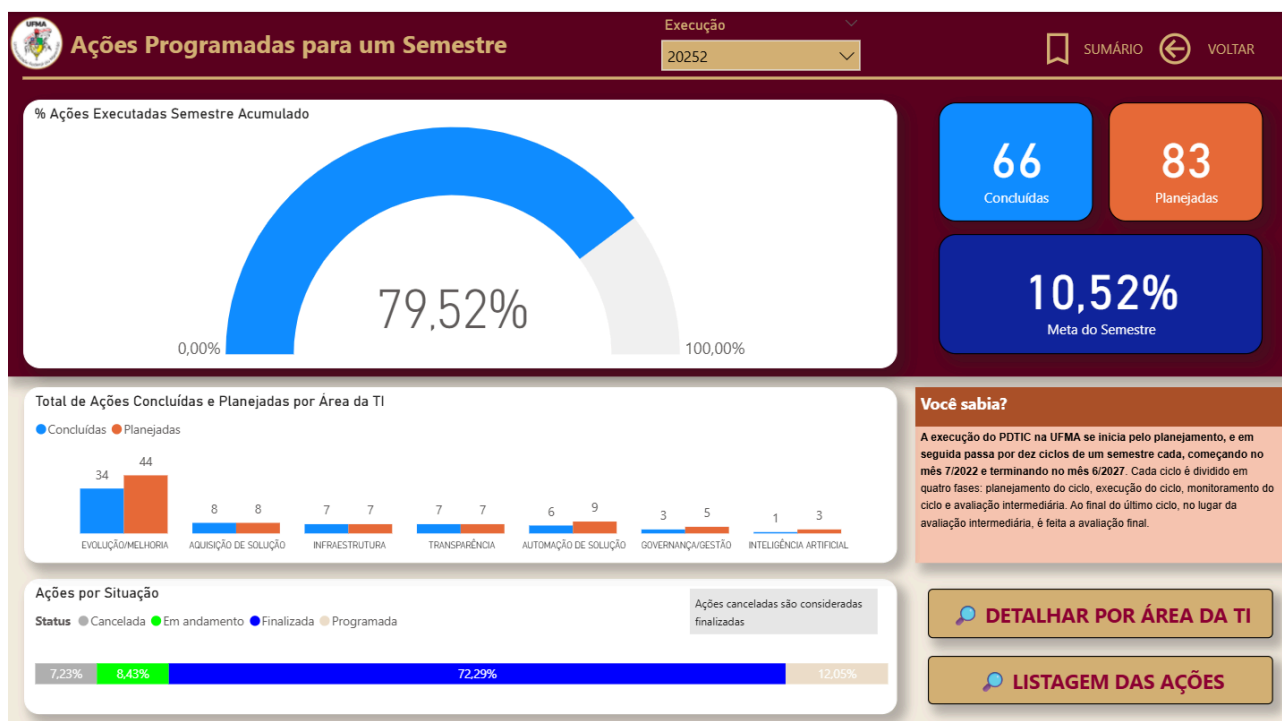 UFMA
Ações Programadas para um Semestre
Execução
20252
SUMÁRIO
VOLTAR
% Ações Executadas Semestre Acumulado
79,52%
0,00%
100,00%
66
Concluídas
83
Planejadas
10,52%
Meta do Semestre
Total de Ações Concluídas e Planejadas por Área da TI
Concluídas Planejadas
34 44
8 8
7 7
7 7
6 9
3 5
1 3
EVOLUÇÃO/MELHORIA
AQUISIÇÃO DE SOLUÇÃO
INFRAESTRUTURA
TRANSPARÊNCIA
AUTOMAÇÃO DE SOLUÇÃO
GOVERNANÇA/GESTÃO
INTELIGÊNCIA ARTIFICIAL
Você sabia?
A execução do PDTIC na UFMA se inicia pelo planejamento, e em
seguida passa por dez ciclos de um semestre cada, começando no
mês 7/2022 e terminando no mês 6/2027. Cada ciclo é dividido em
quatro fases: planejamento do ciclo, execução do ciclo, monitoramento do
ciclo e avaliação intermediária. Ao final do último ciclo, no lugar da
avaliação intermediária, é feita a avaliação final.
Ações por Situação
Status Cancelada Em andamento Finalizada Programada
Ações canceladas são consideradas
finalizadas
7,23% 8,43% 72,29% 12,05%
DETALHAR POR ÁREA DA TI
LISTAGEM DAS AÇÕES